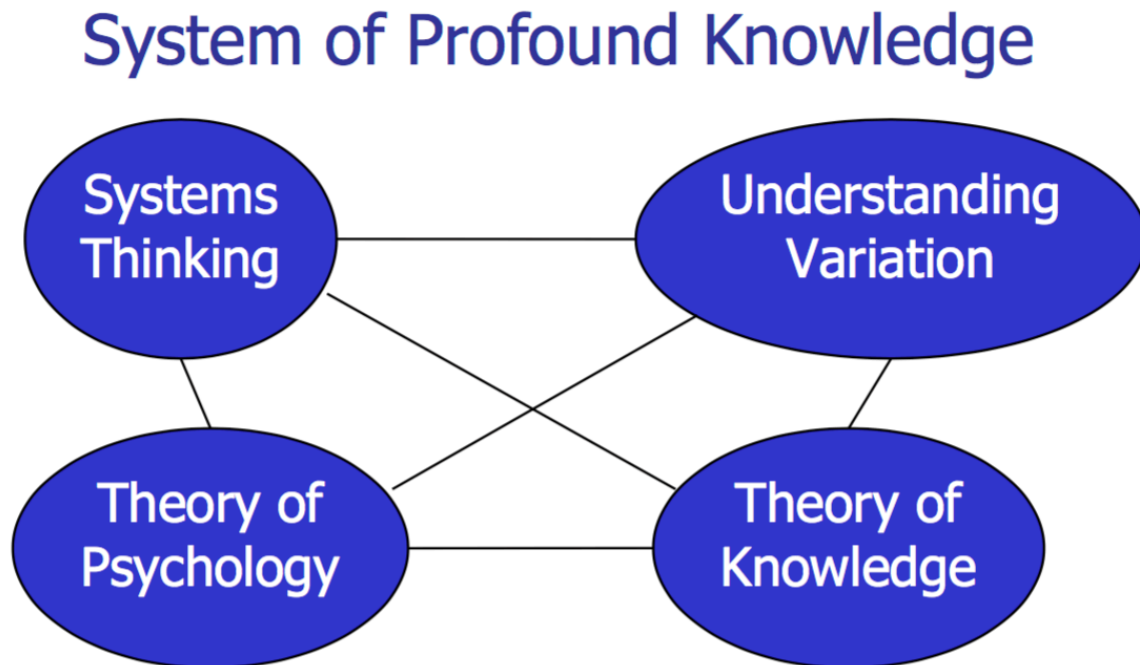 System of Profound Knowledge
Systems
Thinking
Understanding
Variation
Theory of
Psychology
Theory of
Knowledge